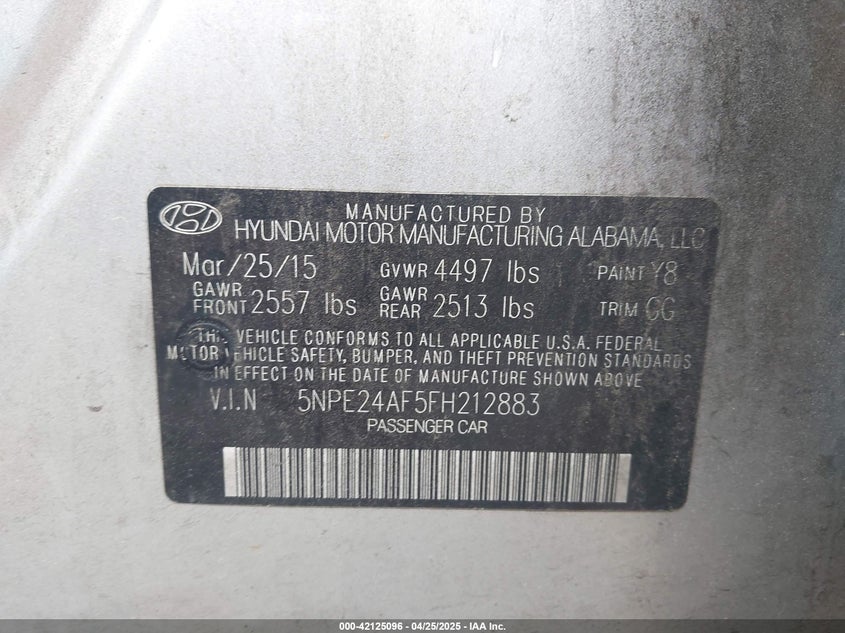 MANUFACTURED BY
HYUNDAI MOTOR MANUFACTURING ALABAMA, LLC
Mar/25/15 GVWR 4497 lbs PAINT Y8
GAWR FRONT 2557 lbs GAWR REAR 2513 lbs TRIM GG
THIS VEHICLE CONFORMS TO ALL APPLICABLE U.S.A. FEDERAL
MOTOR VEHICLE SAFETY, BUMPER, AND THEFT PREVENTION STANDARDS
IN EFFECT ON THE DATE OF MANUFACTURE SHOWN ABOVE
V.I.N 5NPE24AF5FH212883
PASSENGER CAR
000-42125096 - 04/25/2025 - IAA Inc.